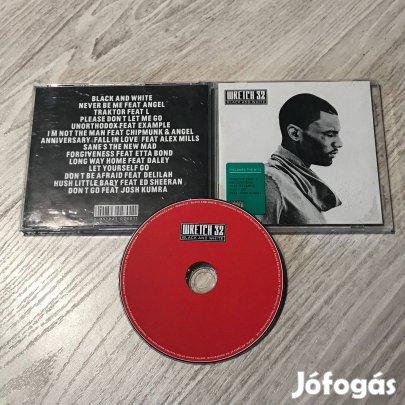 BLACK AND WHITE
NEVER BE ME FEAT ANGEL
TRAKTOR FEAT L
PLEASE DON'T LET ME GO
UNORTHODOX FEAT EXAMPLE
I'M NOT THE MAN FEAT CHIPMUNK & ANGEL
ANNIVERSARY: FALL IN LOVE FEAT ALEX MILLS
SANE'S THE NEW MAD
FORGIVENESS FEAT ETTA BOND
LONG WAY HOME FEAT DALEY
LET YOURSELF GO
DON'T BE AFRAID FEAT DELILAH
HUSH LITTLE BABY FEAT ED SHEERAN
DON'T GO FEAT JOSH KUMRA
WRETCH 32
BLACK AND WHITE
WRETCH 32
BLACK AND WHITE
Jófogás